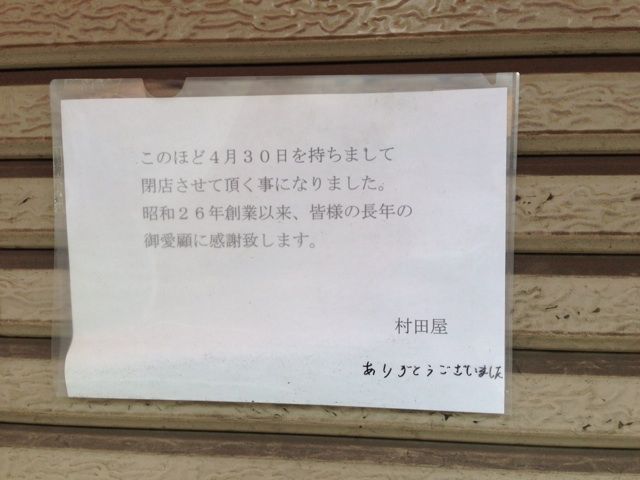 このほど4月30日を持ちまして
閉店させて頂く事になりました。
昭和26年創業以来、皆様の長年の
御愛顧に感謝致します。
村田屋
ありがとうございました